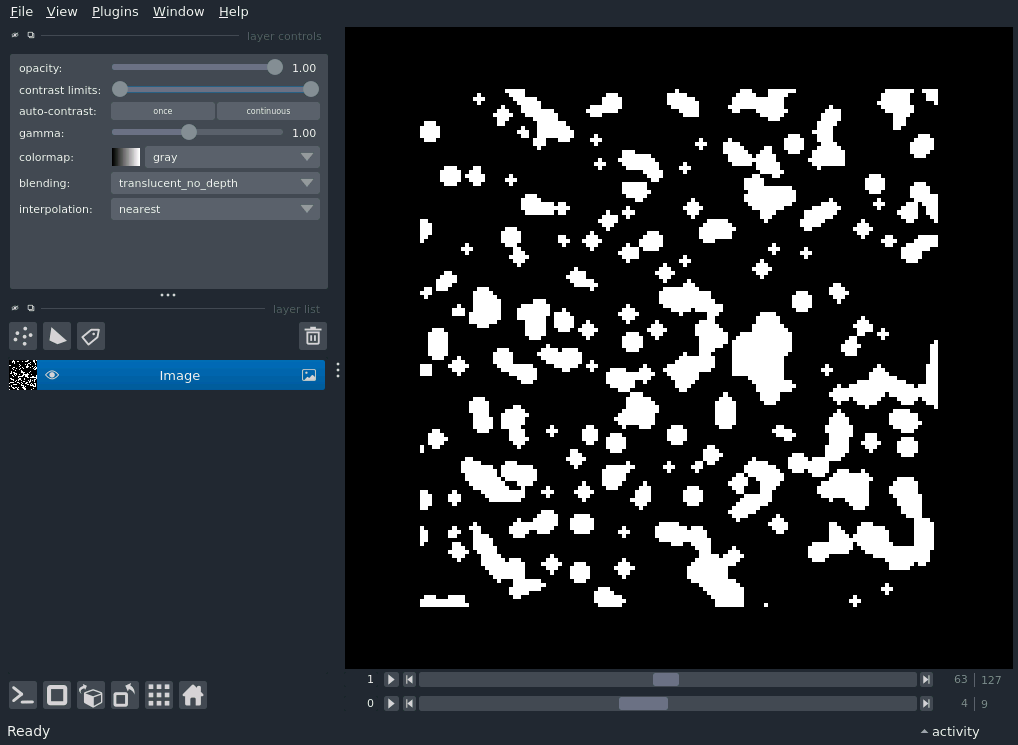 File View Plugins Window Help
layer controls
opacity: 1.00
contrast limits:
auto-contrast: once continuous
gamma: 1.00
colormap: gray
blending: translucent_no_depth
interpolation: nearest
layer list
Image
1 63 127
0 4 9
Ready activity